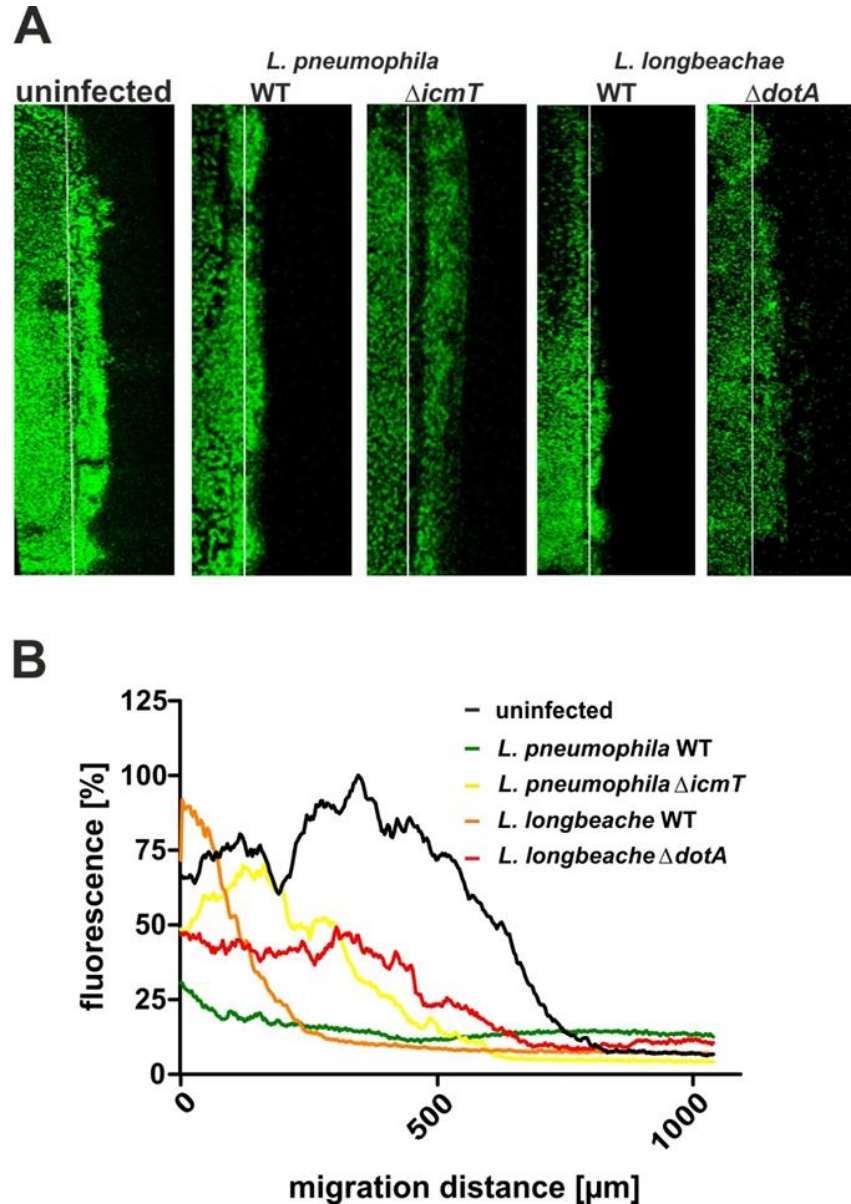 A
L. pneumophila L. longbeachae
uninfected WT ΔicmT WT ΔdotA
B
125
100
75
50
25
0
fluorescence [%]
uninfected
L. pneumophila WT
L. pneumophila ΔicmT
L. longbeache WT
L. longbeache ΔdotA
0 500 1000
migration distance [µm]